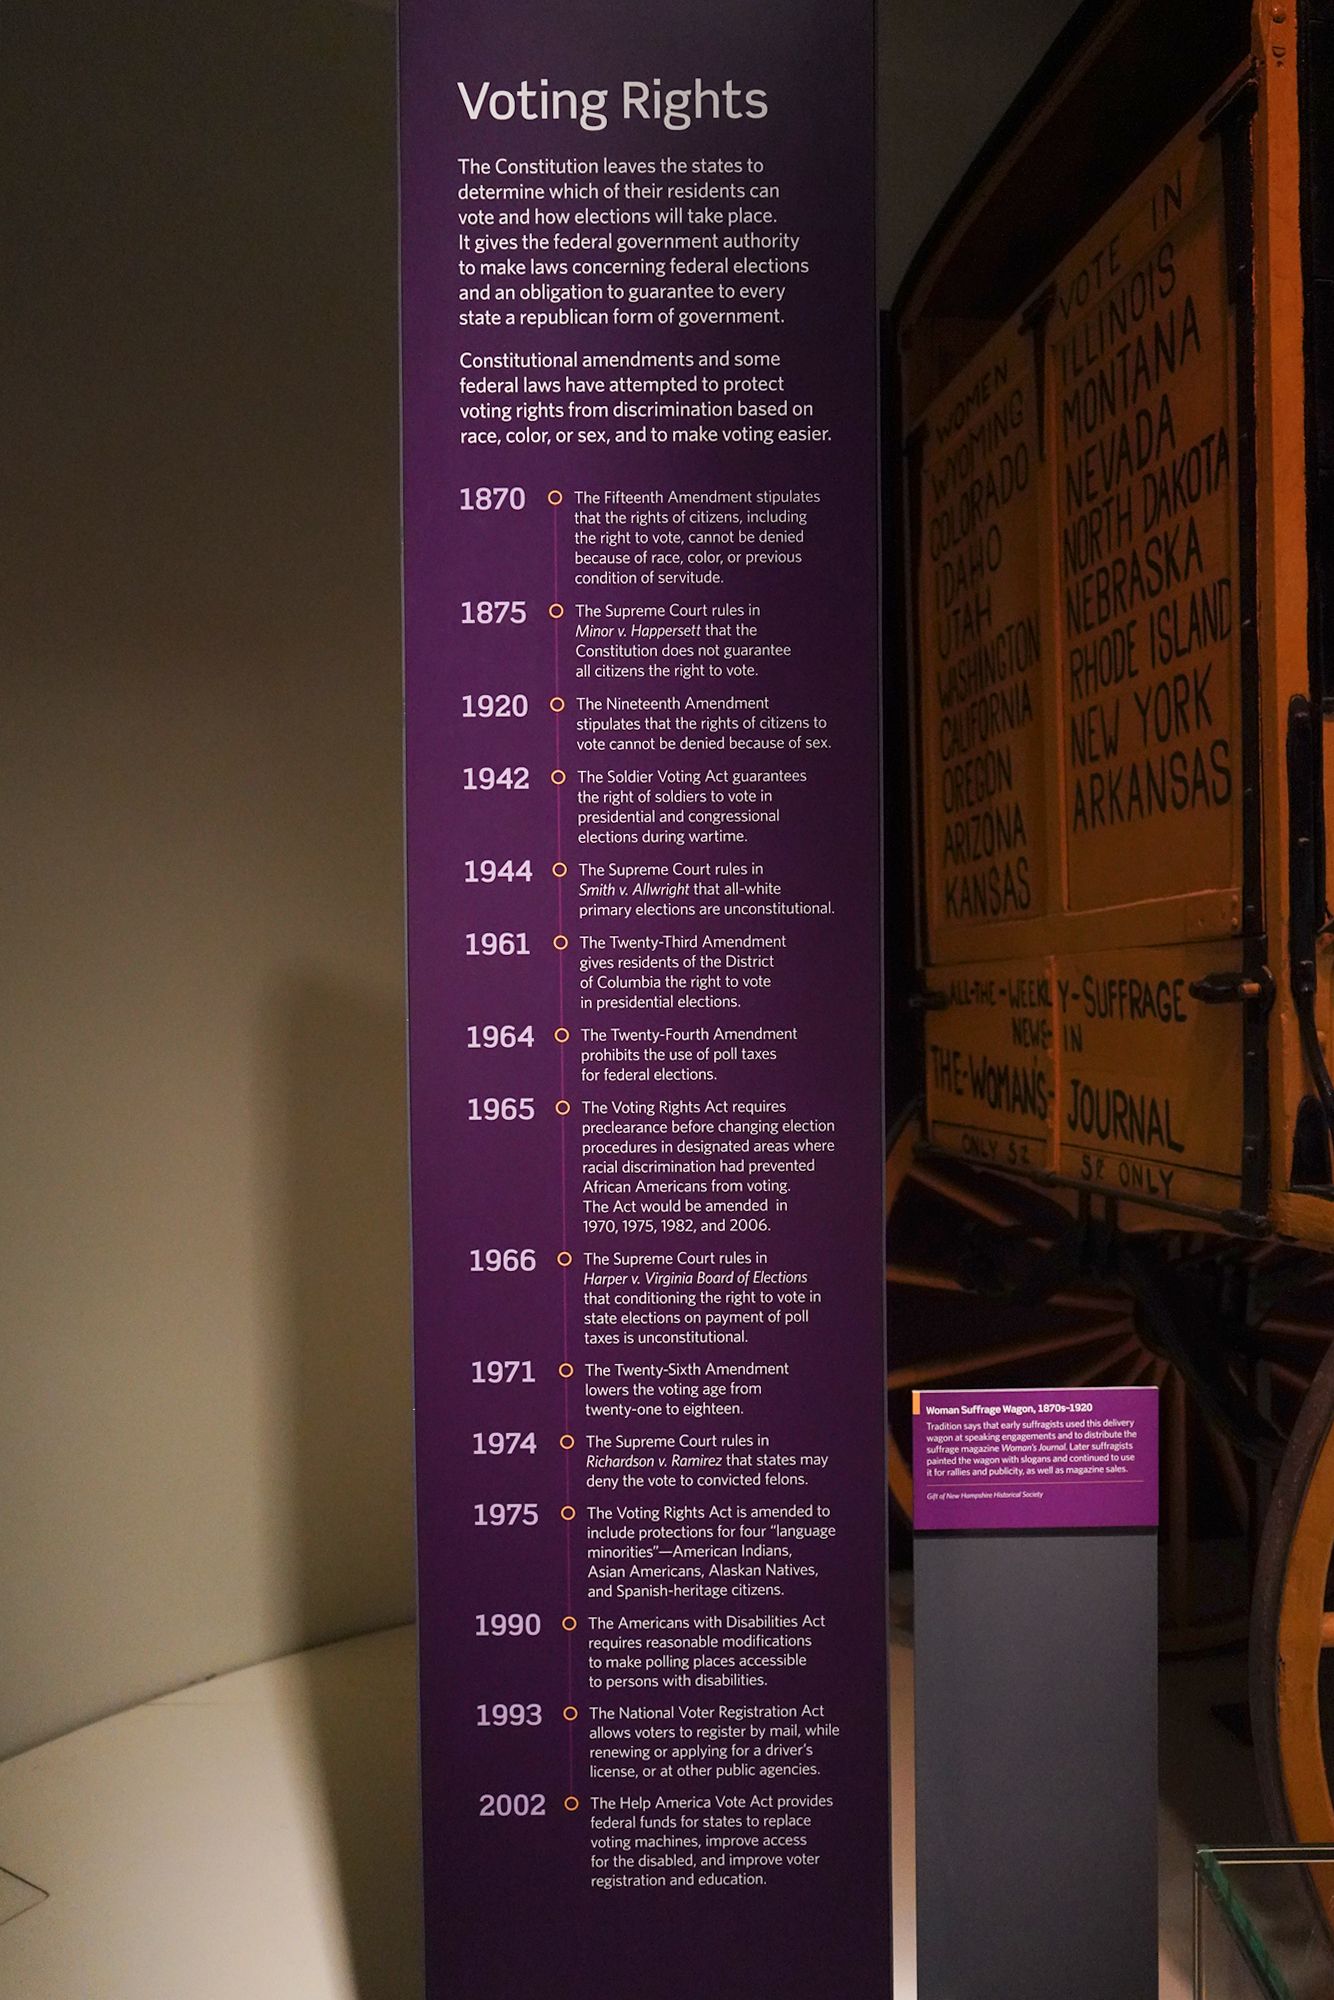 Voting Rights
The Constitution leaves the states to
determine which of their residents can
vote and how elections will take place.
It gives the federal government authority
to make laws concerning federal elections
and an obligation to guarantee to every
state a republican form of government.
Constitutional amendments and some
federal laws have attempted to protect
voting rights from discrimination based on
race, color, or sex, and to make voting easier.
1870 The Fifteenth Amendment stipulates
that the rights of citizens, including
the right to vote, cannot be denied
because of race, color, or previous
condition of servitude.
1875 The Supreme Court rules in
Minor v. Happersett that the
Constitution does not guarantee
all citizens the right to vote.
1920 The Nineteenth Amendment
stipulates that the rights of citizens to
vote cannot be denied because of sex.
1942 The Soldier Voting Act guarantees
the right of soldiers to vote in
presidential and congressional
elections during wartime.
1944 The Supreme Court rules in
Smith v. Allwright that all-white
primary elections are unconstitutional.
1961 The Twenty-Third Amendment
gives residents of the District
of Columbia the right to vote
in presidential elections.
1964 The Twenty-Fourth Amendment
prohibits the use of poll taxes
for federal elections.
1965 The Voting Rights Act requires
preclearance before changing election
procedures in designated areas where
racial discrimination had prevented
African Americans from voting.
The Act would be amended in
1970, 1975, 1982, and 2006.
1966 The Supreme Court rules in
Harper v. Virginia Board of Elections
that conditioning the right to vote in
state elections on payment of poll
taxes is unconstitutional.
1971 The Twenty-Sixth Amendment
lowers the voting age from
twenty-one to eighteen.
1974 The Supreme Court rules in
Richardson v. Ramirez that states may
deny the vote to convicted felons.
1975 The Voting Rights Act is amended to
include protections for four “language
minorities”—American Indians,
Asian Americans, Alaskan Natives,
and Spanish-heritage citizens.
1990 The Americans with Disabilities Act
requires reasonable modifications
to make polling places accessible
to persons with disabilities.
1993 The National Voter Registration Act
allows voters to register by mail, while
renewing or applying for a driver's
license, or at other public agencies.
2002 The Help America Vote Act provides
federal funds for states to replace
voting machines, improve access
for the disabled, and improve voter
registration and education.
WOMEN
WYOMING
COLORADO
IDAHO
UTAH
WASHINGTON
CALIFORNIA
OREGON
ARIZONA
KANSAS
VOTE IN
ILLINOIS
MONTANA
NEVADA
NORTH DAKOTA
NEBRASKA
RHODE ISLAND
NEW YORK
ARKANSAS
ALL-THE-WEEKLY-SUFFRAGE
NEWS-IN
THE-WOMAN'S-JOURNAL
ONLY 5¢ 5¢ ONLY
Woman Suffrage Wagon, 1870s–1920
Tradition says that early suffragists used this delivery
wagon at speaking engagements and to distribute the
suffrage magazine Woman's Journal. Later suffragists
painted the wagon with slogans and continued to use
it for rallies and publicity, as well as magazine sales.
Gift of New Hampshire Historical Society